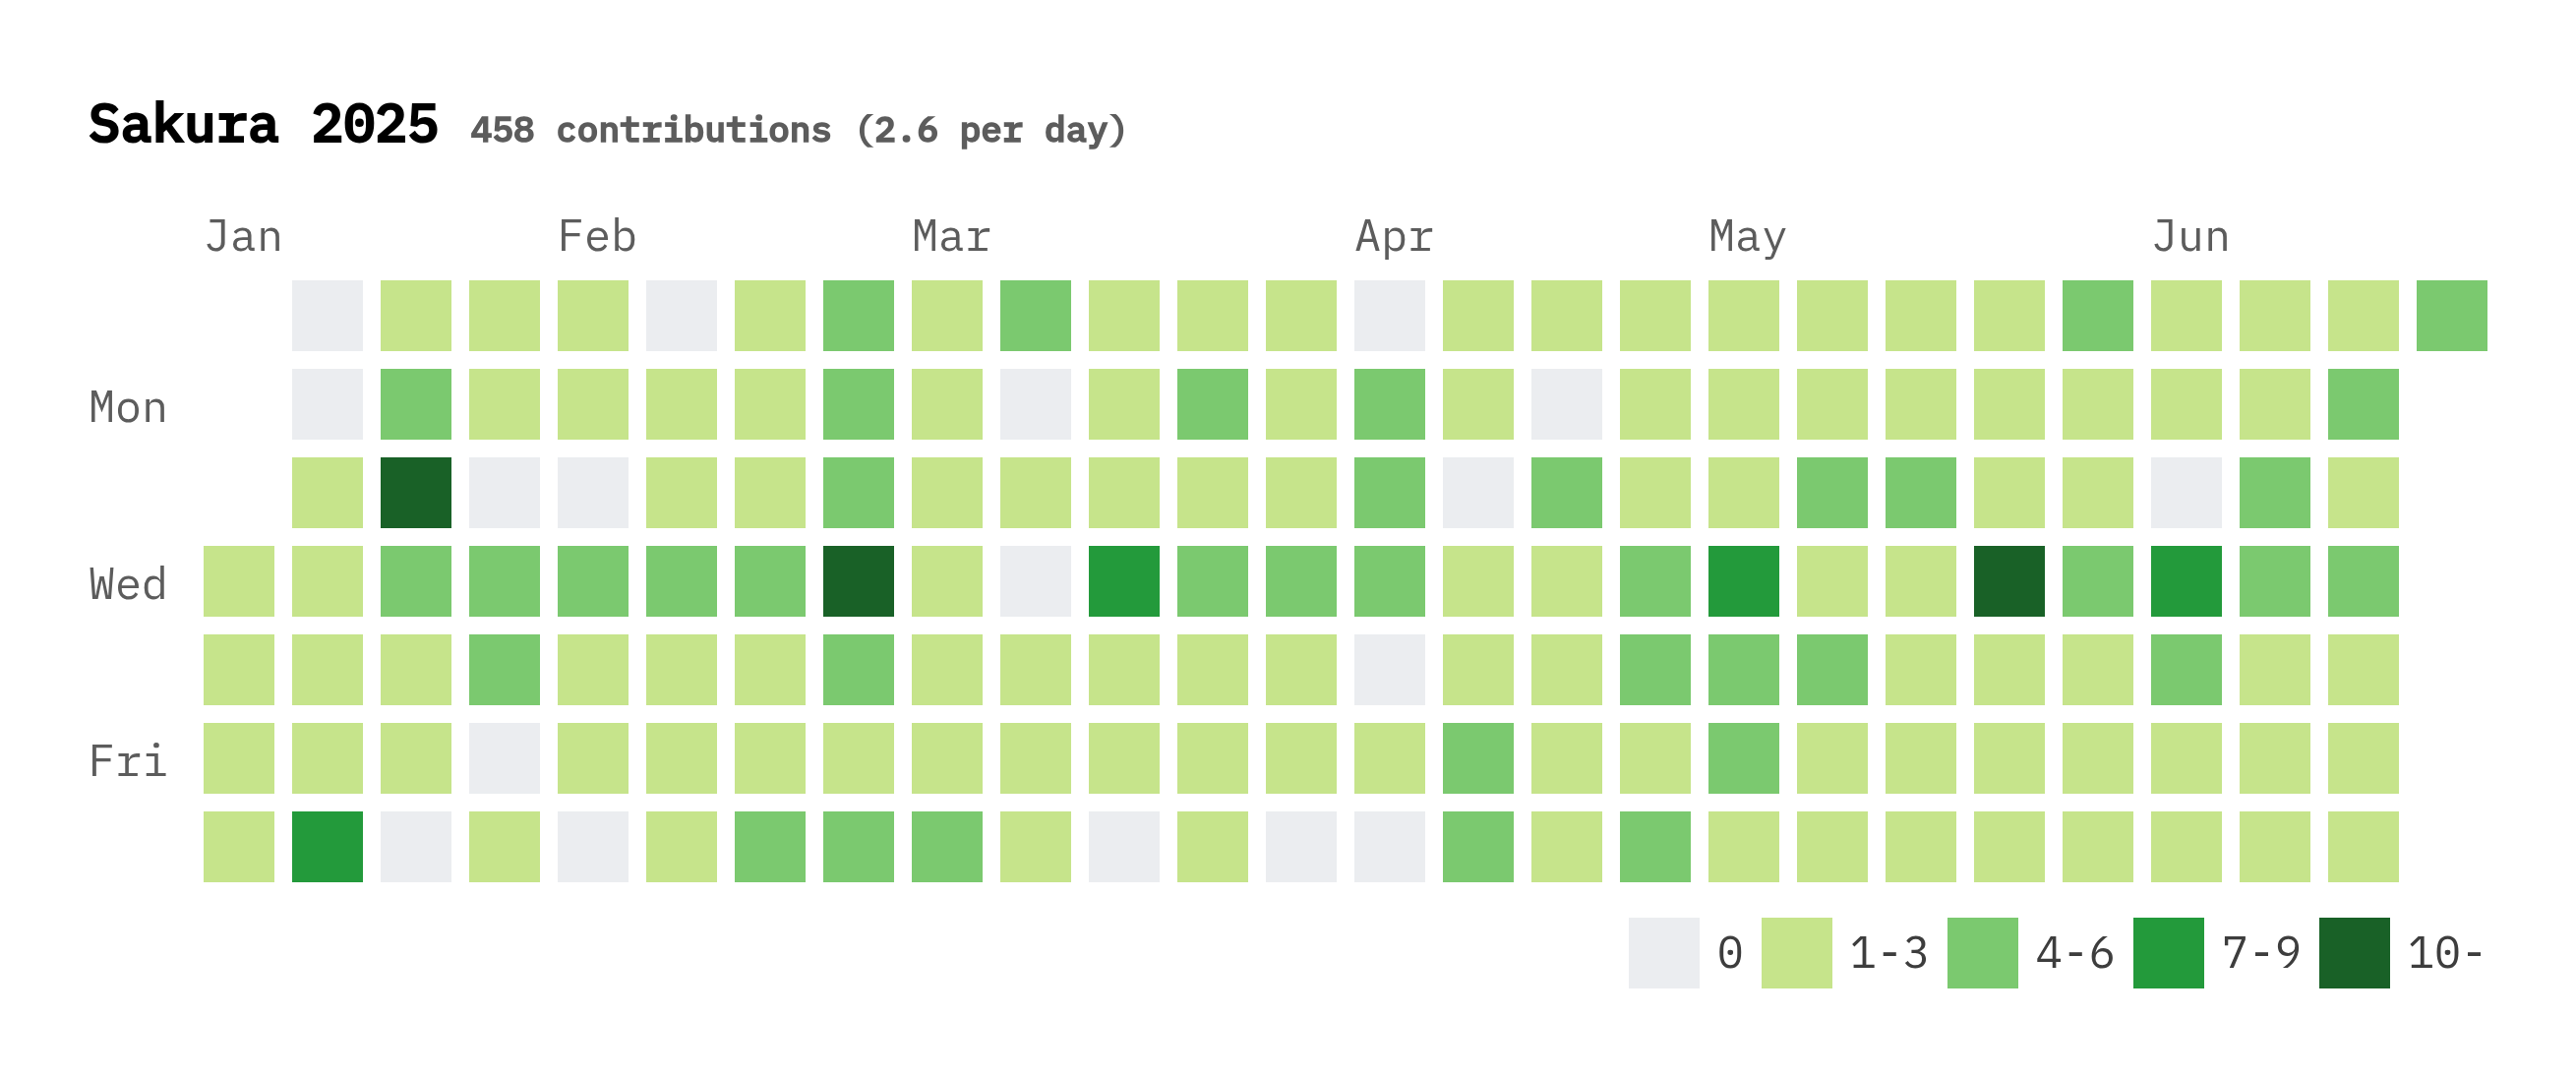 Sakura 2025 458 contributions (2.6 per day)
Jan Feb Mar Apr May Jun
Mon
Wed
Fri
0 1-3 4-6 7-9 10-